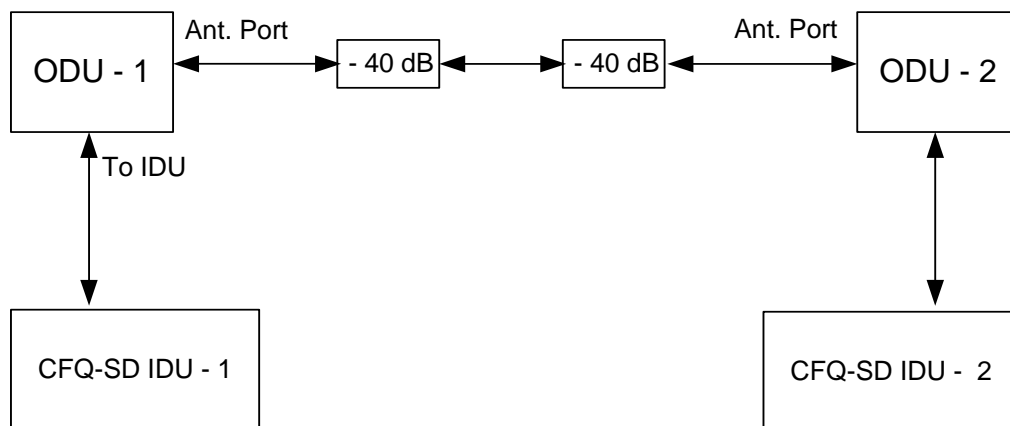 Ant. Port
Ant. Port
ODU - 1
- 40 dB
- 40 dB
ODU - 2
To IDU
CFQ-SD IDU - 1
CFQ-SD IDU - 2